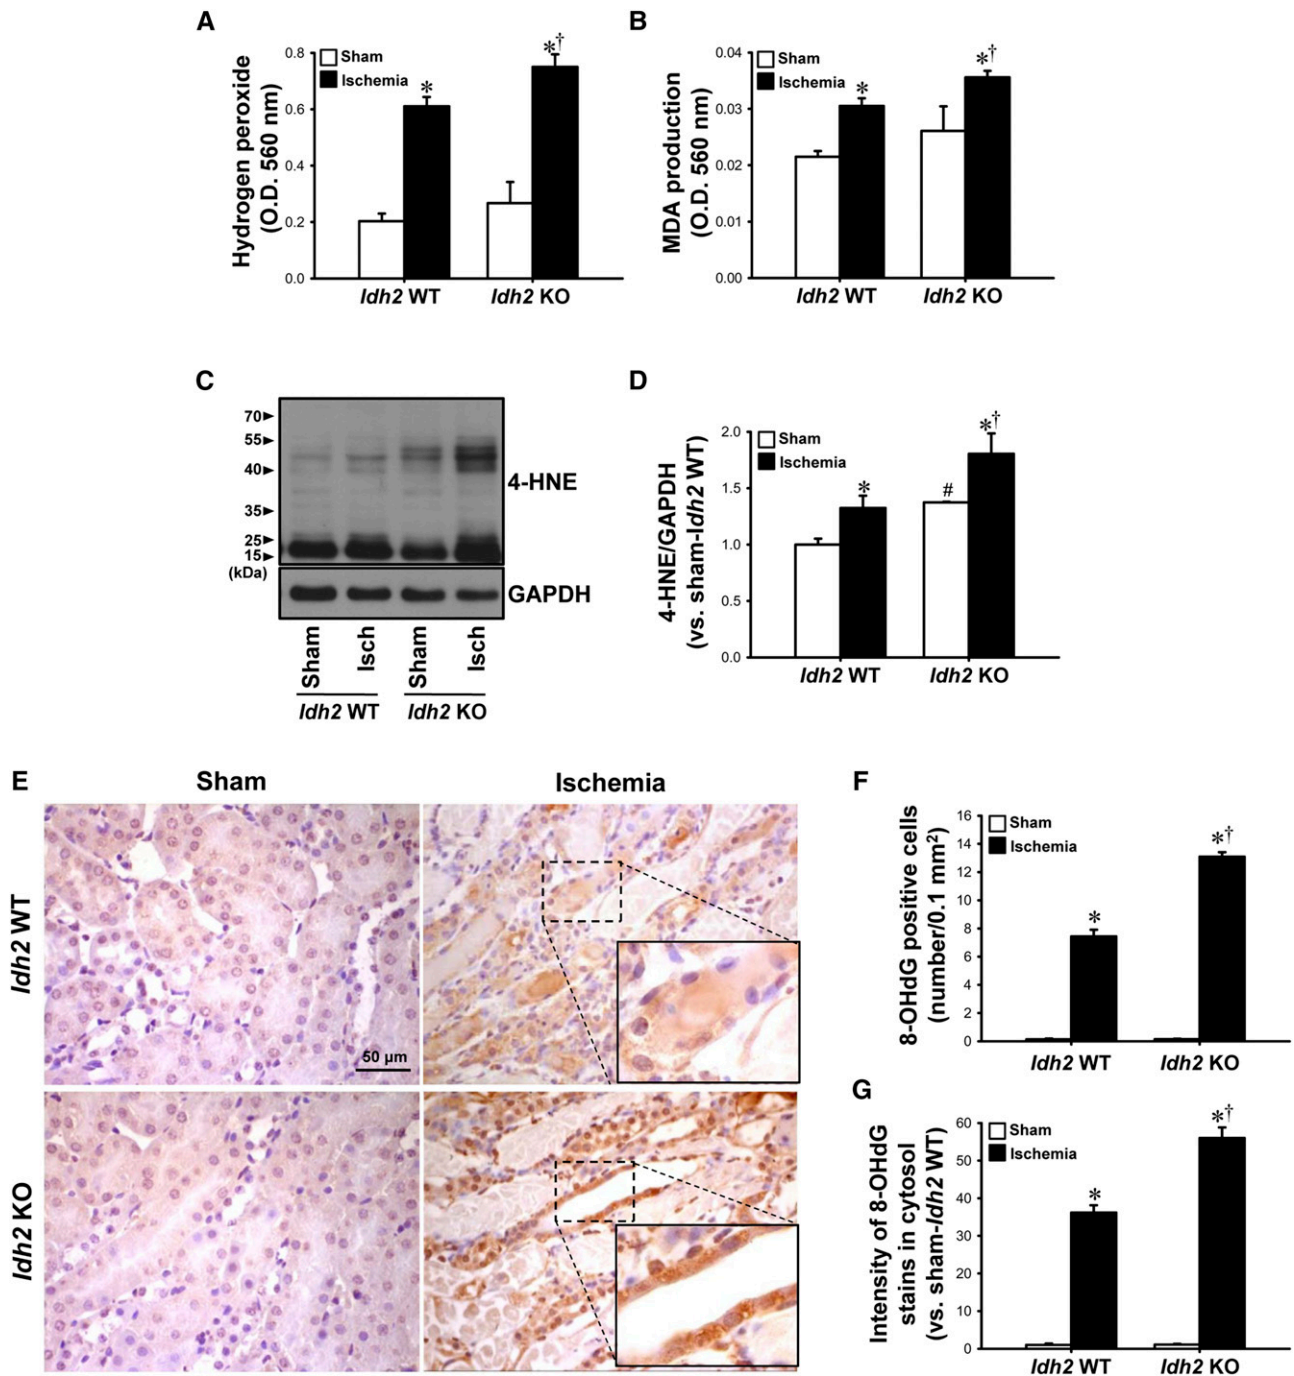 A
Hydrogen peroxide
(O.D. 560 nm)
0.8
0.6
0.4
0.2
0.0
Sham
Ischemia
*
*†
Idh2 WT
Idh2 KO
B
MDA production
(O.D. 560 nm)
0.04
0.03
0.02
0.01
0.00
Sham
Ischemia
*
*†
Idh2 WT
Idh2 KO
C
70
55
40
35
25
15
(kDa)
4-HNE
GAPDH
Sham
Isch
Sham
Isch
Idh2 WT
Idh2 KO
D
4-HNE/GAPDH
(vs. sham-Idh2 WT)
2.0
1.5
1.0
0.5
0.0
Sham
Ischemia
*
#
*†
Idh2 WT
Idh2 KO
E
Sham
Ischemia
Idh2 WT
50 µm
Idh2 KO
F
8-OHdG positive cells
(number/0.1 mm²)
16
14
12
10
8
6
4
2
0
Sham
Ischemia
*
*†
Idh2 WT
Idh2 KO
G
Intensity of 8-OHdG
stains in cytosol
(vs. sham-Idh2 WT)
60
50
40
30
20
10
0
Sham
Ischemia
*
*†
Idh2 WT
Idh2 KO